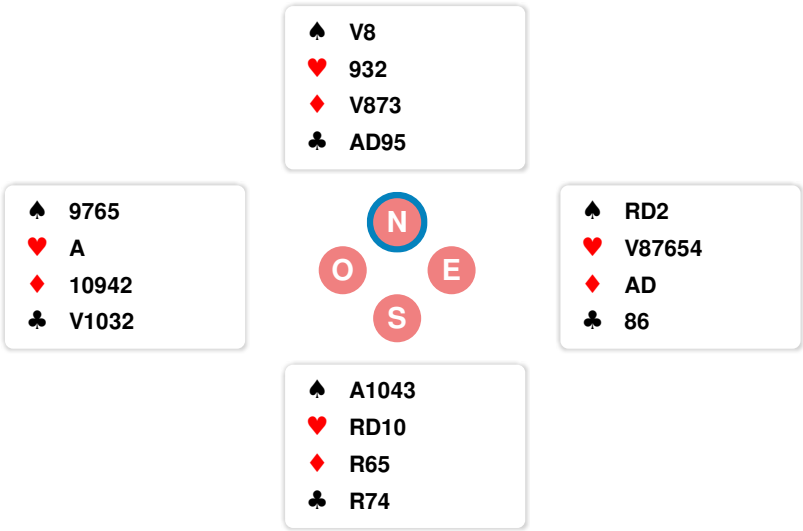 ♠ V8
♥ 932
♦ V873
♣ AD95
♠ 9765
♥ A
♦ 10942
♣ V1032
N
O E
S
♠ RD2
♥ V87654
♦ AD
♣ 86
♠ A1043
♥ RD10
♦ R65
♣ R74